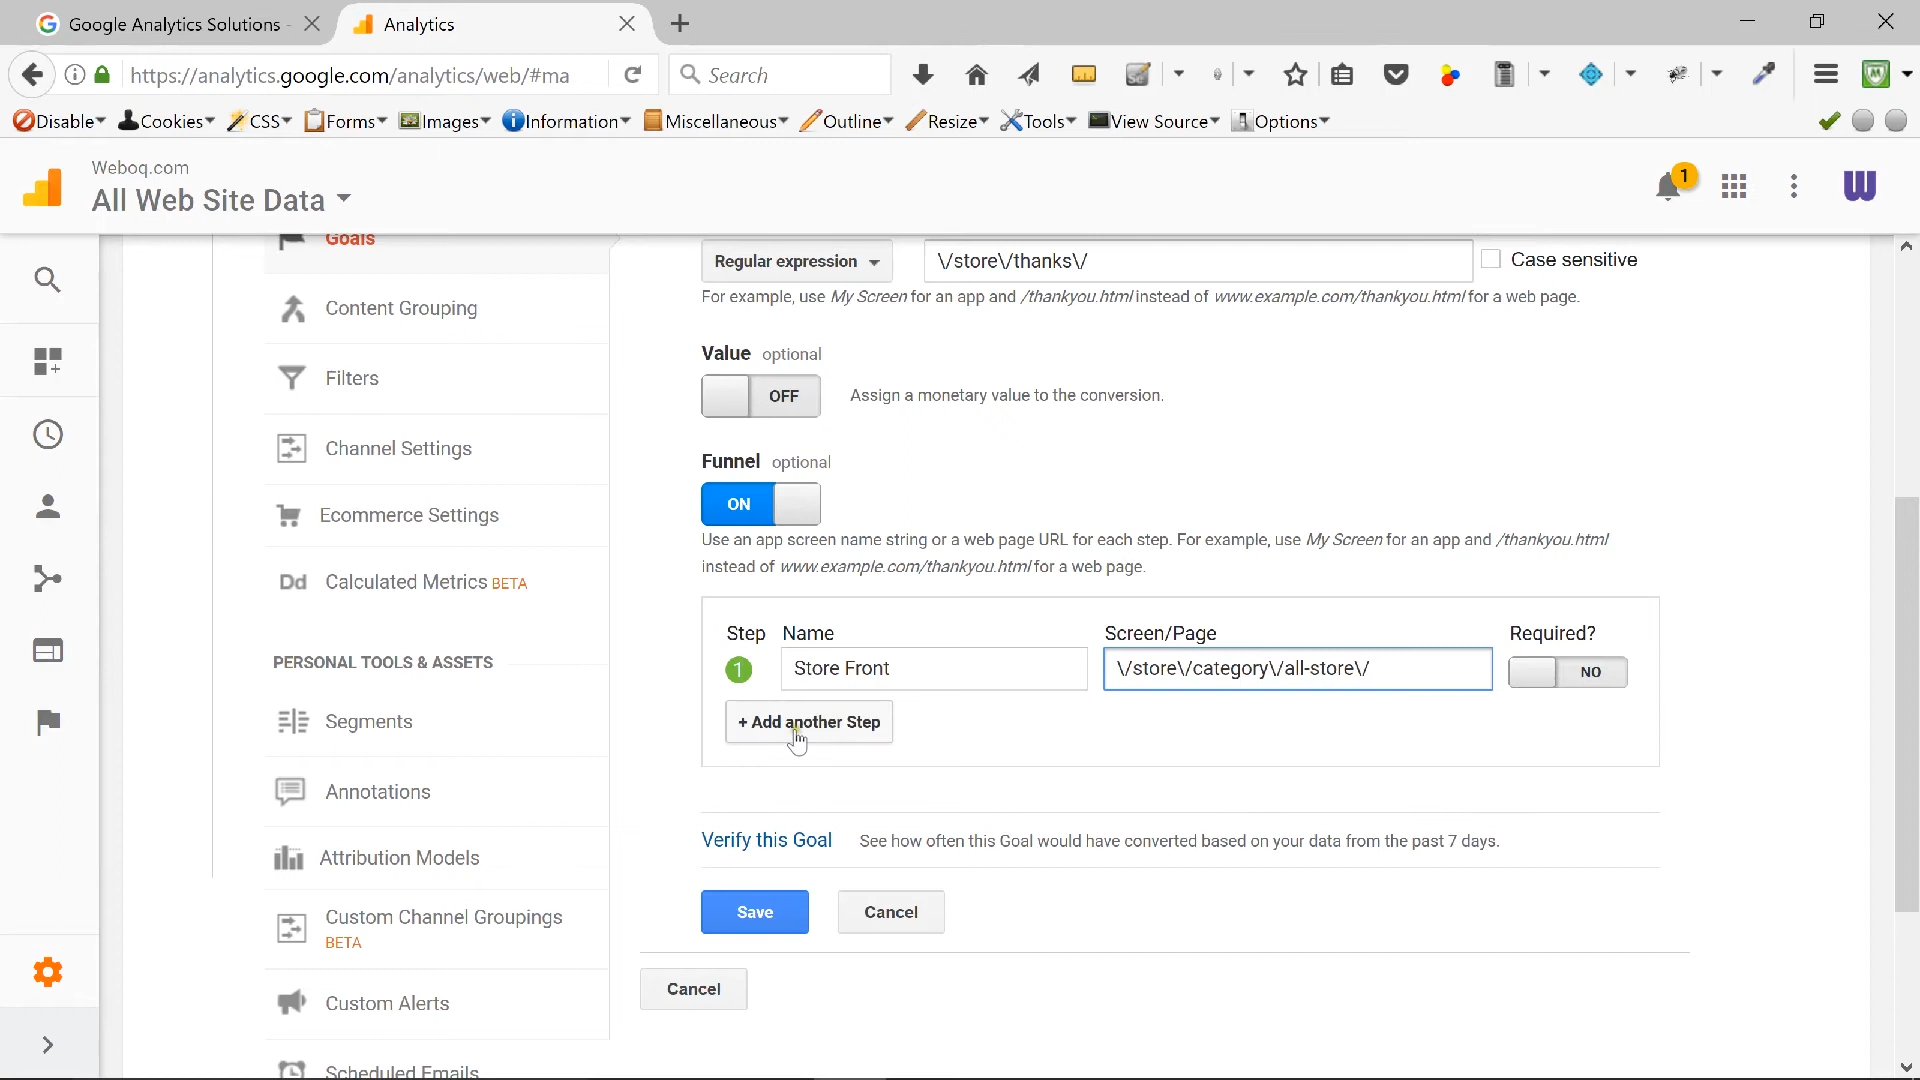 Google Analytics Solutions -
Analytics
https://analytics.google.com/analytics/web/#ma
Search
Disable
Cookies
CSS
Forms
Images
Information
Miscellaneous
Outline
Resize
Tools
View Source
Options
Weboq.com
All Web Site Data
1
W
Goals
Content Grouping
Filters
Channel Settings
Ecommerce Settings
Dd Calculated Metrics BETA
PERSONAL TOOLS & ASSETS
Segments
Annotations
Attribution Models
Custom Channel Groupings
BETA
Custom Alerts
Scheduled Emails
Regular expression
\/store\/thanks\/
Case sensitive
For example, use My Screen for an app and /thankyou.html instead of www.example.com/thankyou.html for a web page.
Value optional
OFF
Assign a monetary value to the conversion.
Funnel optional
ON
Use an app screen name string or a web page URL for each step. For example, use My Screen for an app and /thankyou.html
instead of www.example.com/thankyou.html for a web page.
Step Name Screen/Page Required?
1 Store Front \/store\/category\/all-store\/ NO
+ Add another Step
Verify this Goal See how often this Goal would have converted based on your data from the past 7 days.
Save Cancel
Cancel